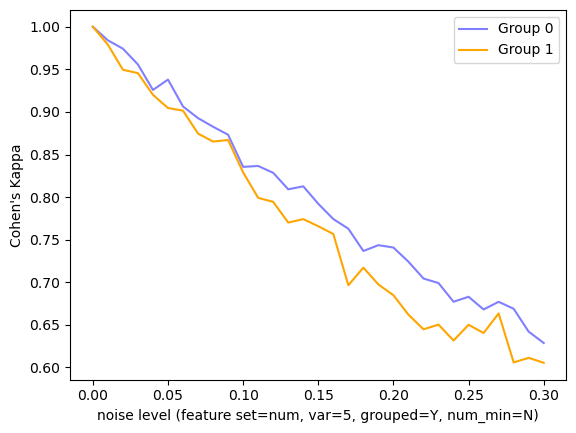 Group 0
Group 1
1.00
0.95
0.90
0.85
0.80
0.75
0.70
0.65
0.60
Cohen's Kappa
0.00 0.05 0.10 0.15 0.20 0.25 0.30
noise level (feature set=num, var=5, grouped=Y, num_min=N)